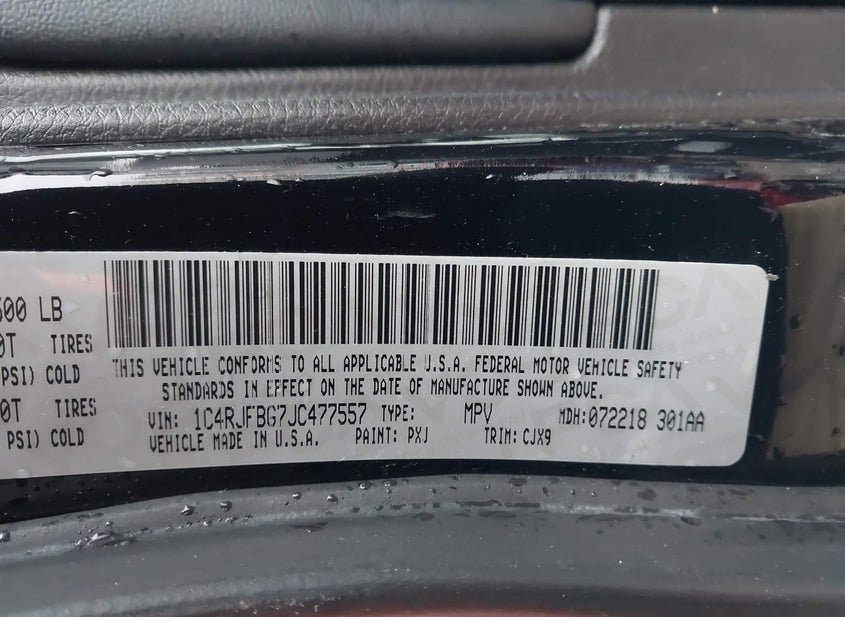 500 LB
0T TIRES
PSI) COLD
0T TIRES
PSI) COLD
THIS VEHICLE CONFORMS TO ALL APPLICABLE U.S.A. FEDERAL MOTOR VEHICLE SAFETY
STANDARDS IN EFFECT ON THE DATE OF MANUFACTURE SHOWN ABOVE.
VIN: 1C4RJFBG7JC477557 TYPE: MPV MDH:072218 301AA
VEHICLE MADE IN U.S.A. PAINT: PXJ TRIM: CJX9